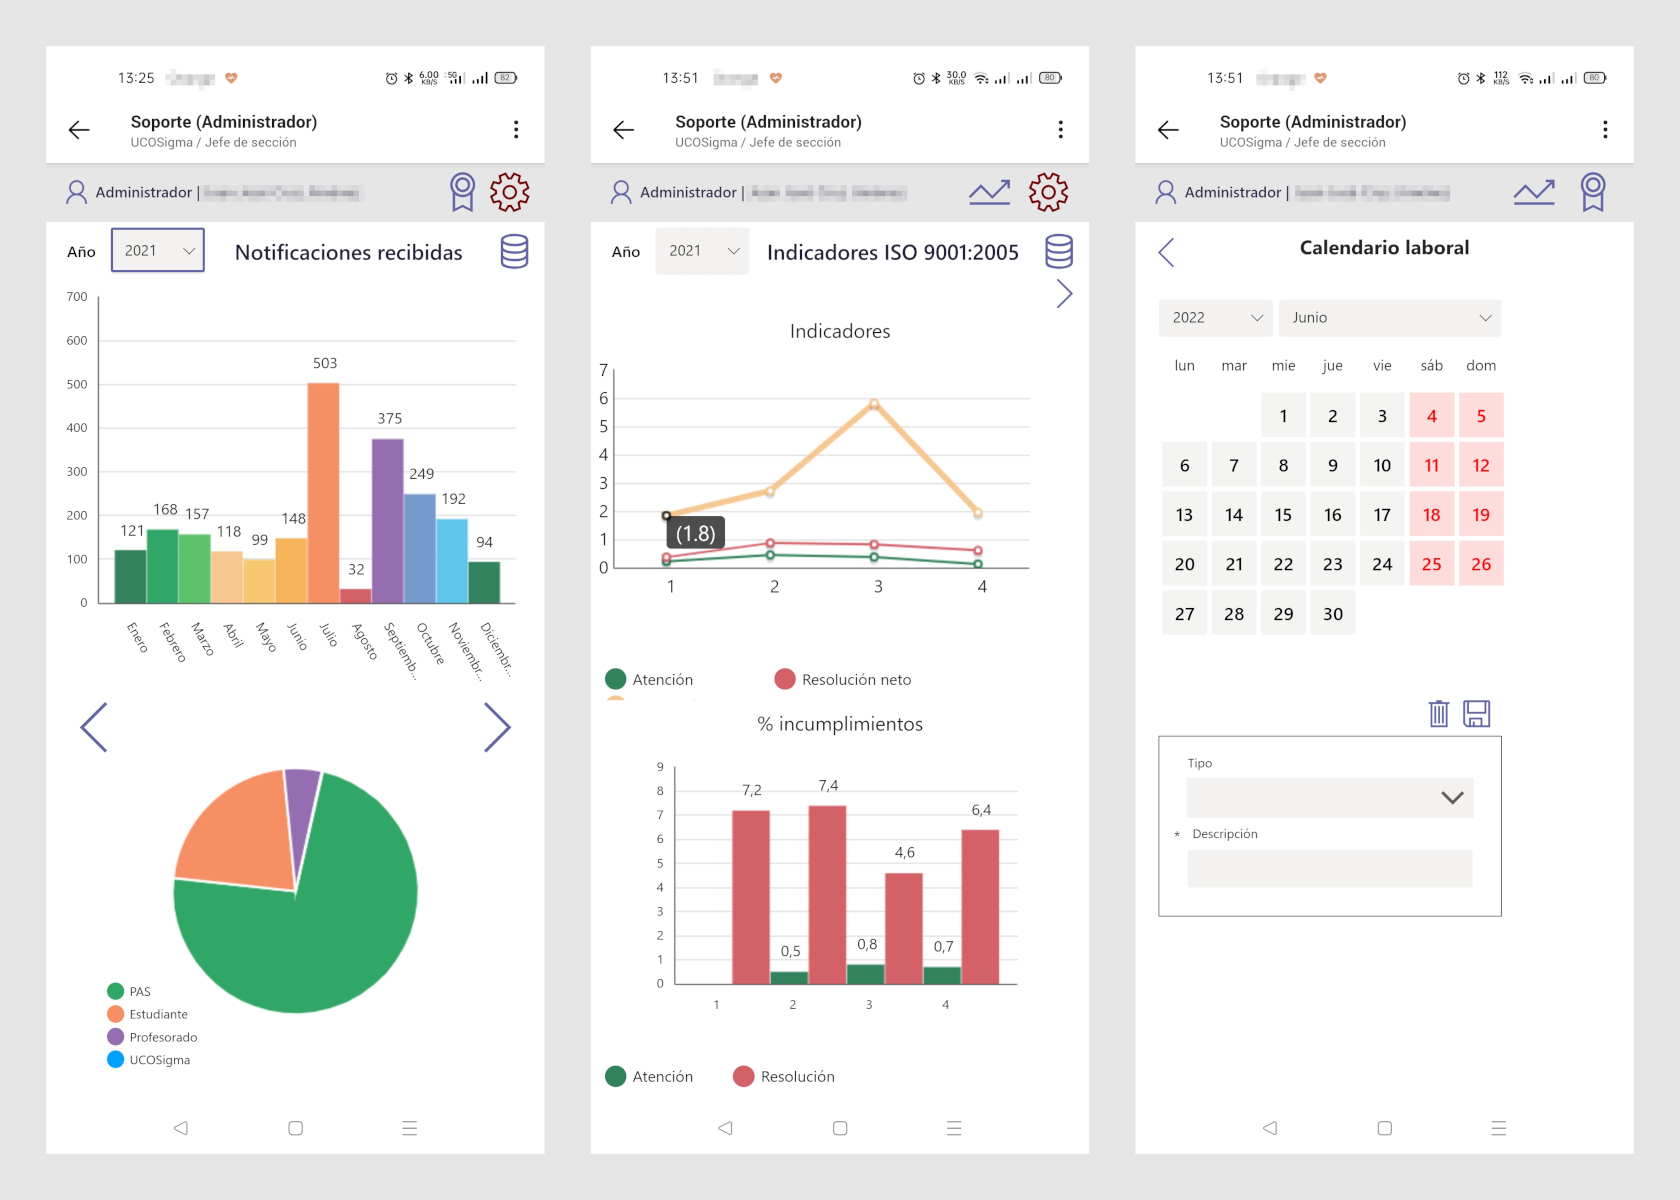 13:25
6.00 KB/S 5G 82
Soporte (Administrador)
UCOSigma / Jefe de sección
Administrador |
Año
2021
Notificaciones recibidas
700
600
500
400
300
200
100
0
121
168
157
118
99
148
503
32
375
249
192
94
Enero
Febrero
Marzo
Abril
Mayo
Junio
Julio
Agosto
Septiemb...
Octubre
Noviembr...
Diciembr...
PAS
Estudiante
Profesorado
UCOSigma
13:51
30.0 KB/S 80
Soporte (Administrador)
UCOSigma / Jefe de sección
Administrador |
Año
2021
Indicadores ISO 9001:2005
Indicadores
7
6
5
4
3
2
1
0
(1.8)
1 2 3 4
Atención Resolución neto
% incumplimientos
9
8
7
6
5
4
3
2
1
0
7,2
0,5
7,4
0,8
4,6
0,7
6,4
1 2 3 4
Atención Resolución
13:51
112 KB/S 80
Soporte (Administrador)
UCOSigma / Jefe de sección
Administrador |
Calendario laboral
2022 Junio
lun mar mie jue vie sáb dom
1 2 3 4 5
6 7 8 9 10 11 12
13 14 15 16 17 18 19
20 21 22 23 24 25 26
27 28 29 30
Tipo
* Descripción